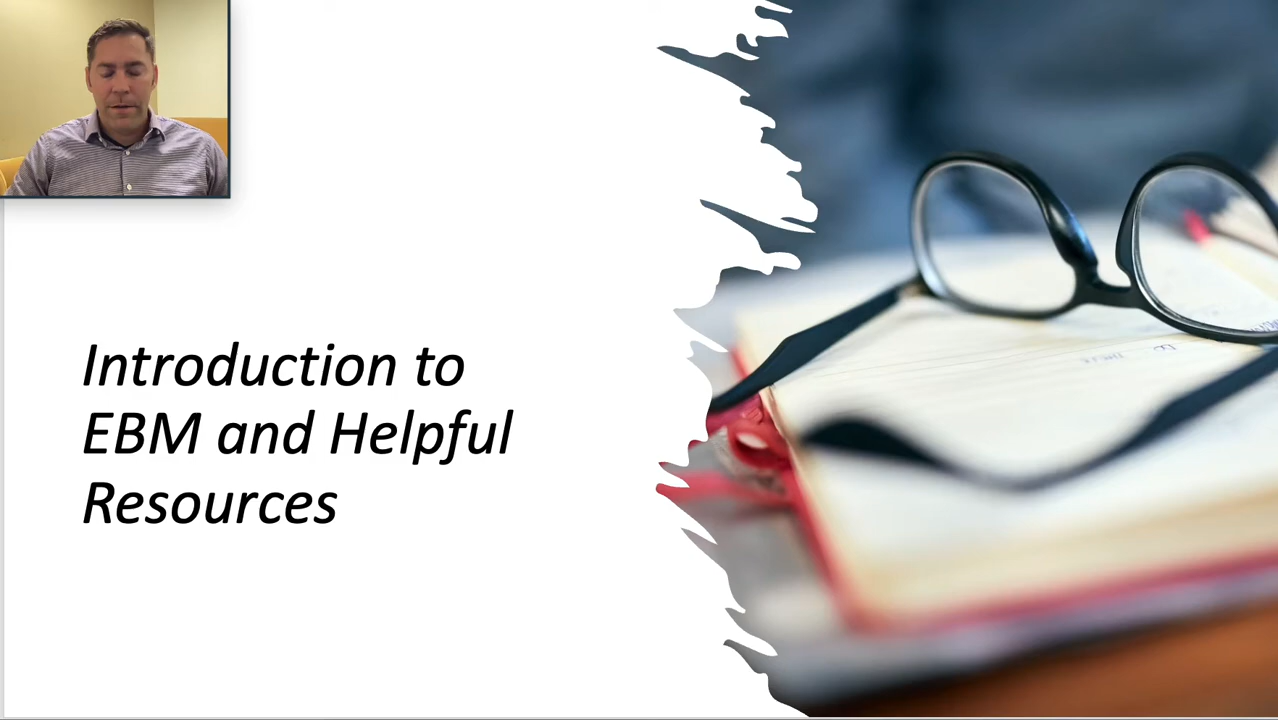 Introduction to
EBM and Helpful
Resources